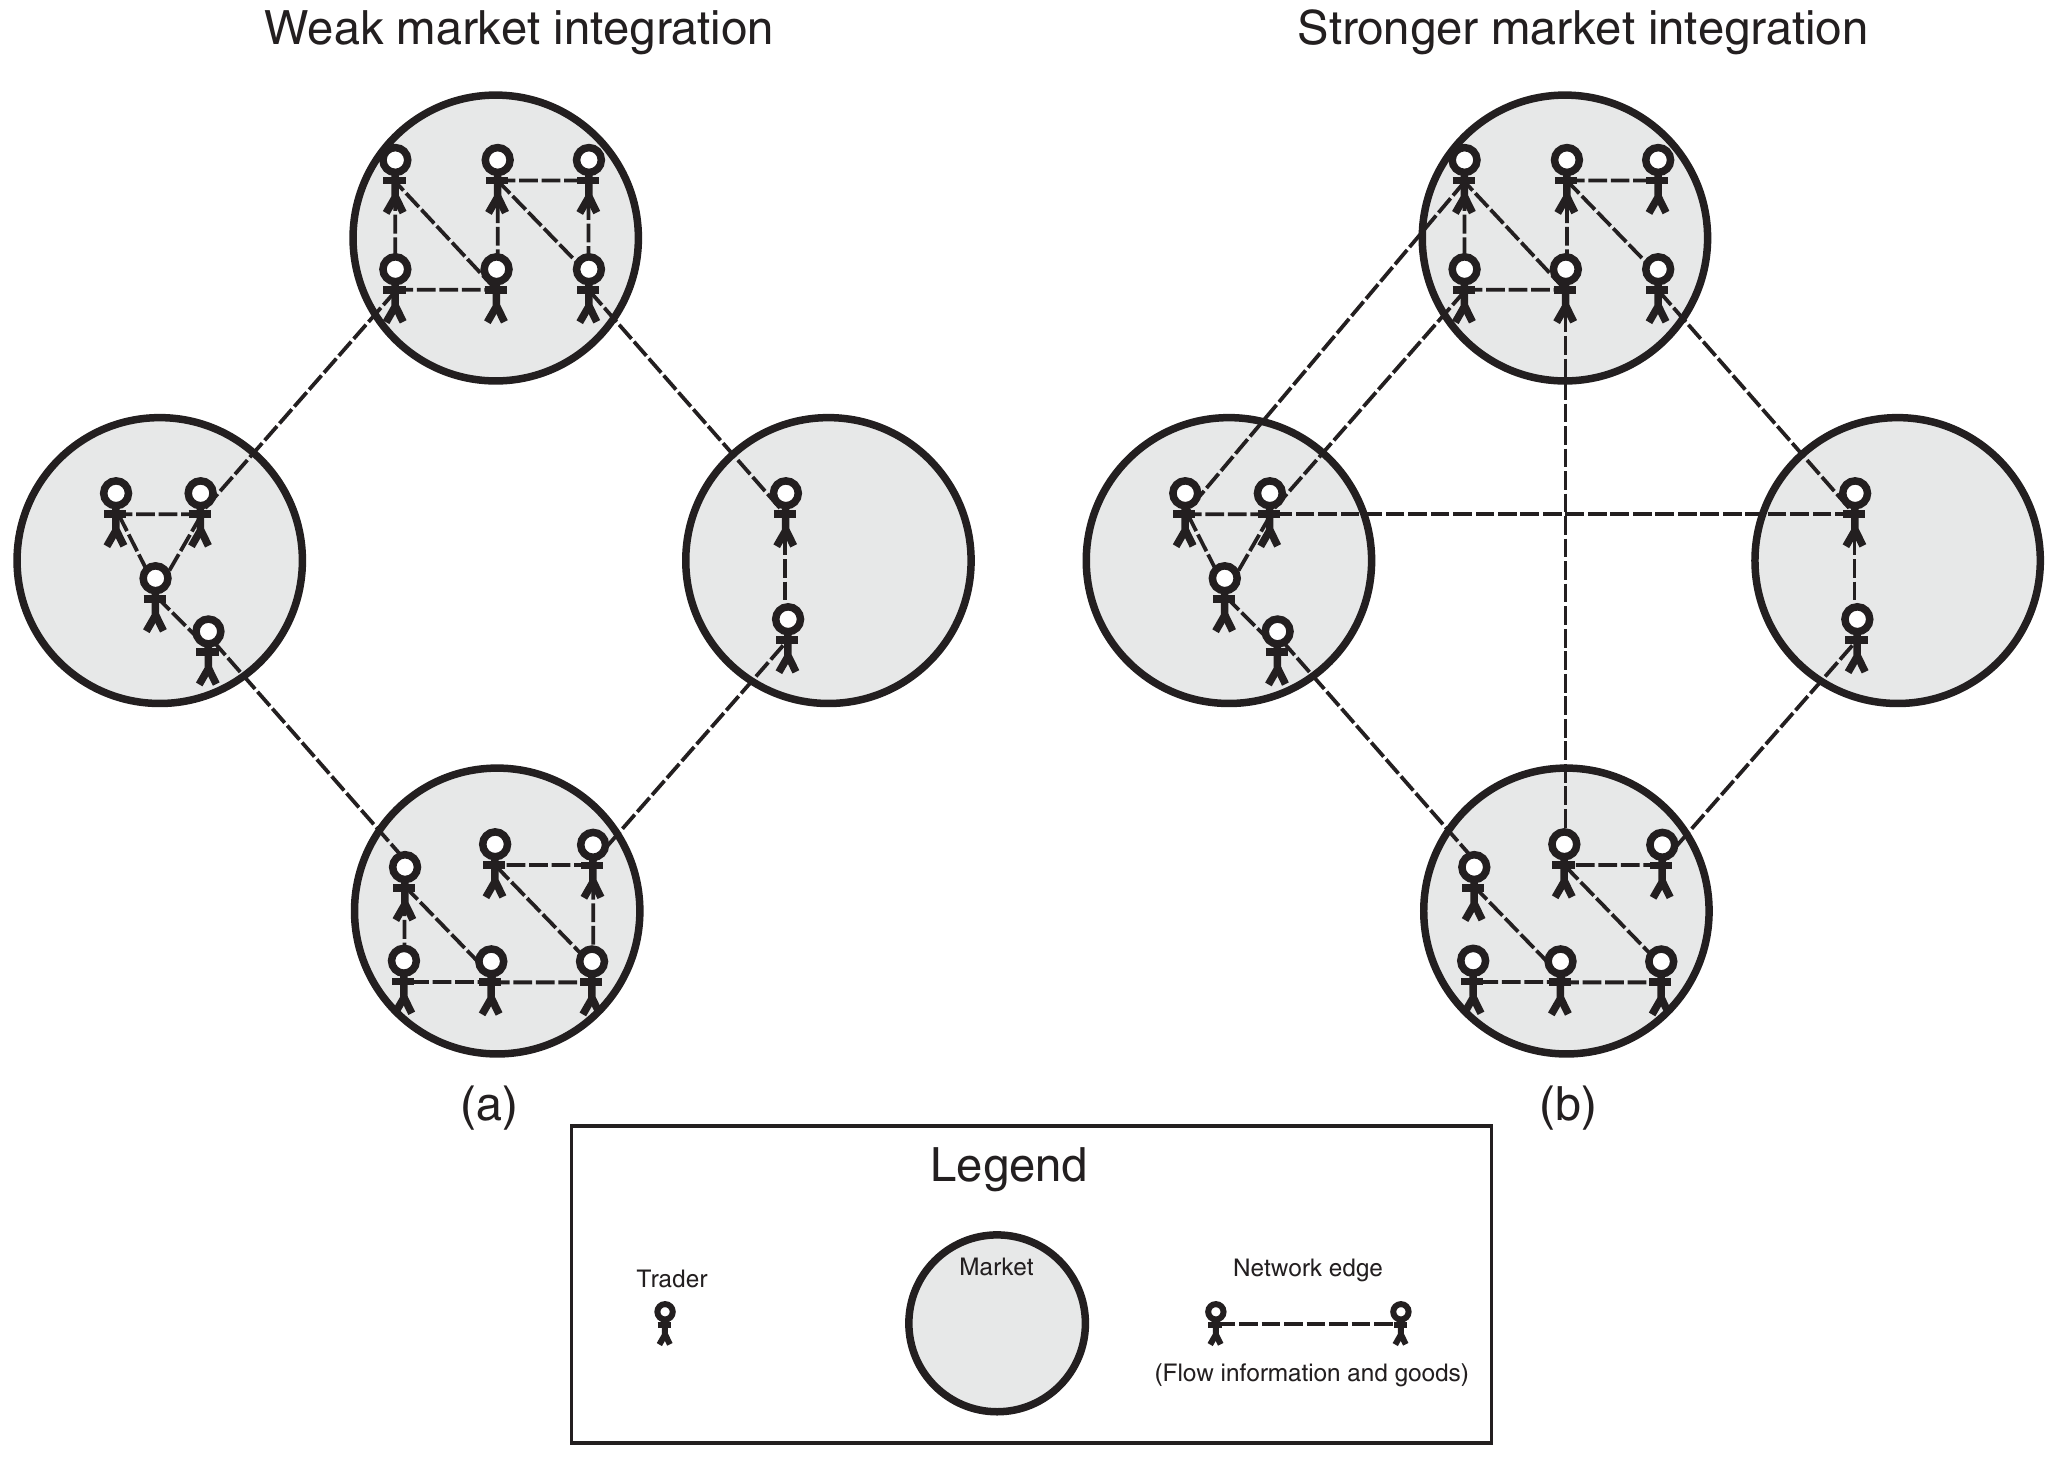 Weak market integration
Stronger market integration
(a)
(b)
Legend
Trader
Market
Network edge
(Flow information and goods)